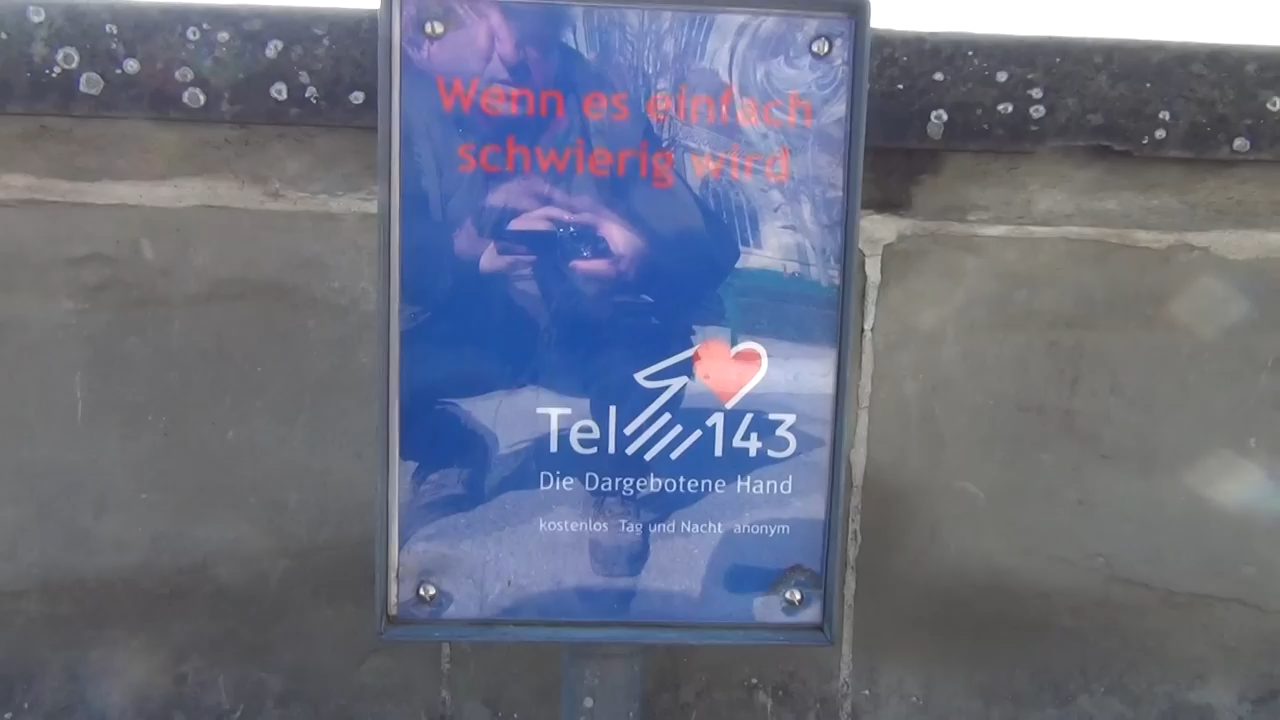 Wenn es einfach
schwierig wird
Tel 143
Die Dargebotene Hand
kostenlos Tag und Nacht anonym